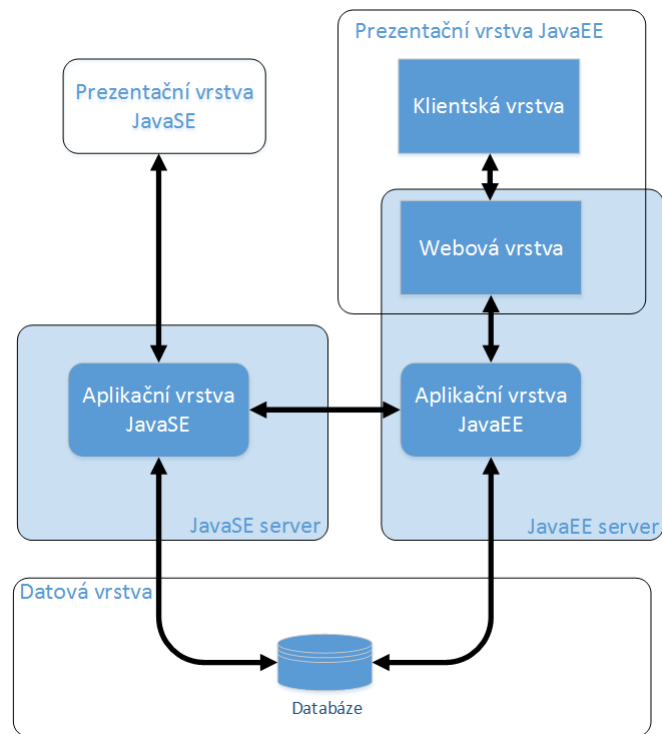 Prezentační vrstva JavaEE
Prezentační vrstva
JavaSE
Klientská vrstva
Webová vrstva
Aplikační vrstva
JavaSE
Aplikační vrstva
JavaEE
JavaSE server
JavaEE server
Datová vrstva
Databáze